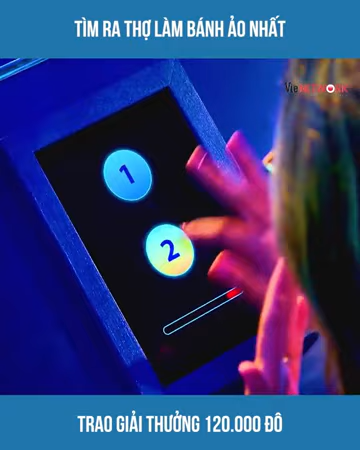 TÌM RA THỢ LÀM BÁNH ẢO NHẤT
1
2
TRAO GIẢI THƯỞNG 120.000 ĐÔ